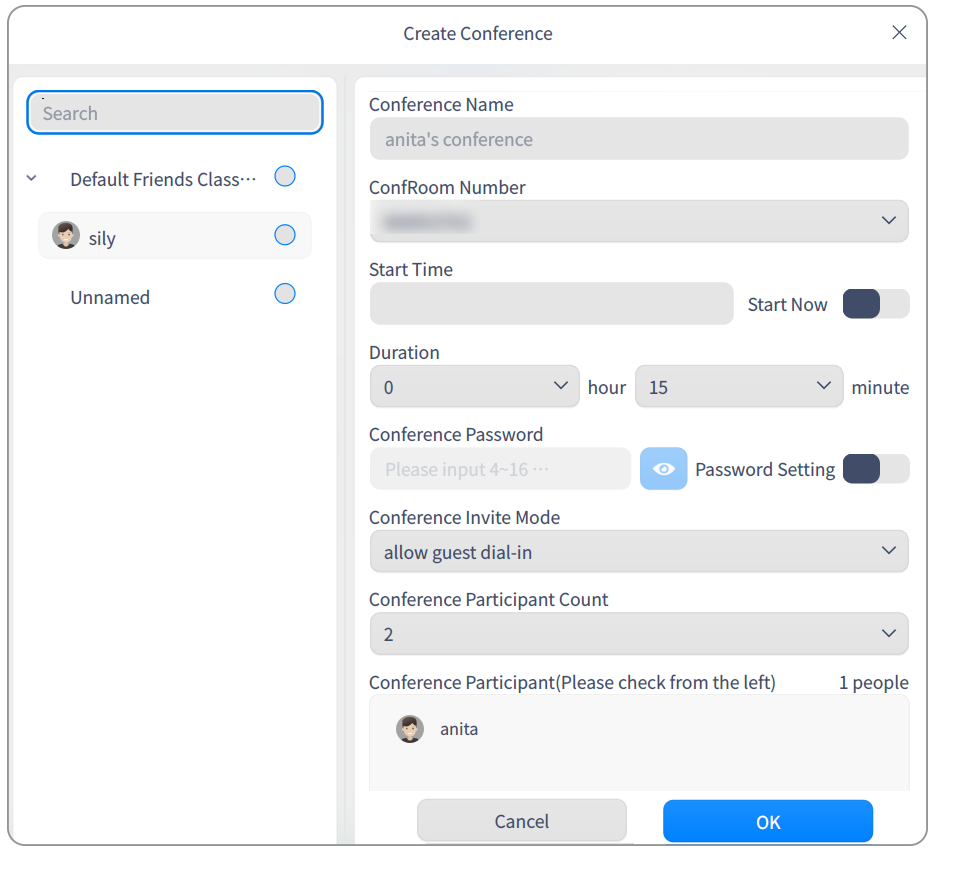 Create Conference
Search
Default Friends Class···
sily
Unnamed
Conference Name
anita's conference
ConfRoom Number
Start Time
Start Now
Duration
0 hour 15 minute
Conference Password
Please input 4~16 ··· Password Setting
Conference Invite Mode
allow guest dial-in
Conference Participant Count
2
Conference Participant(Please check from the left) 1 people
anita
Cancel OK